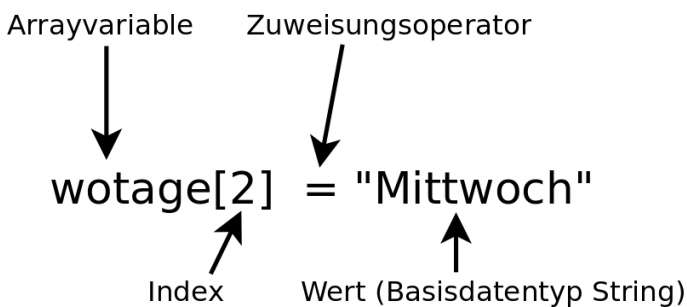 Arrayvariable Zuweisungsoperator
wotage[2] = "Mittwoch"
Index Wert (Basisdatentyp String)